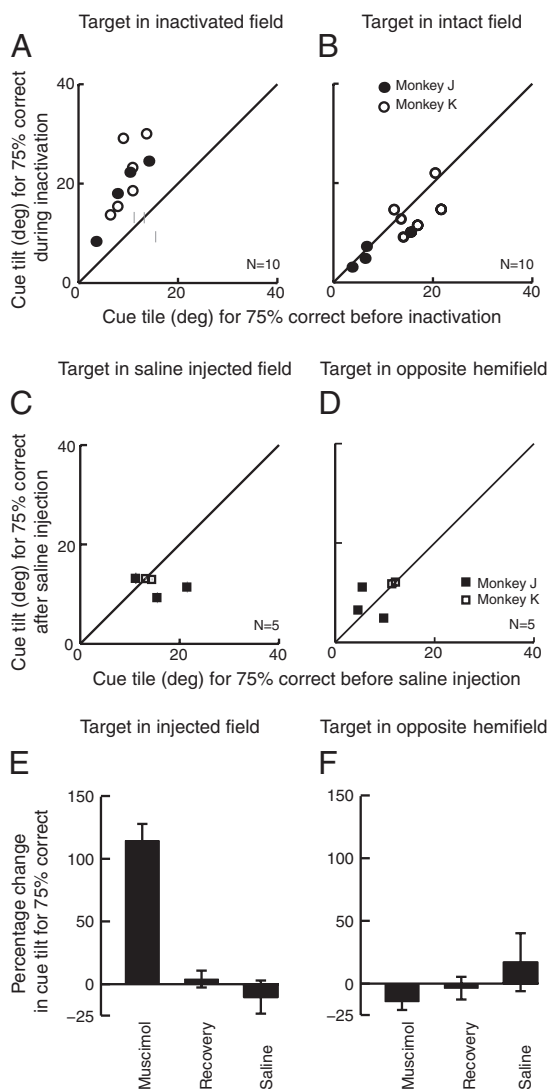 Target in inactivated field
Target in intact field
A
B
40
20
0
20
40
Cue tilt (deg) for 75% correct
during inactivation
N=10
Monkey J
Monkey K
0
20
40
N=10
Cue tile (deg) for 75% correct before inactivation
Target in saline injected field
Target in opposite hemifield
C
D
40
20
0
20
40
Cue tilt (deg) for 75% correct
after saline injection
N=5
Monkey J
Monkey K
0
20
40
N=5
Cue tile (deg) for 75% correct before saline injection
Target in injected field
Target in opposite hemifield
E
F
150
100
50
0
−25
Percentage change
in cue tilt for 75% correct
Muscimol
Recovery
Saline
150
100
50
0
−25
Muscimol
Recovery
Saline